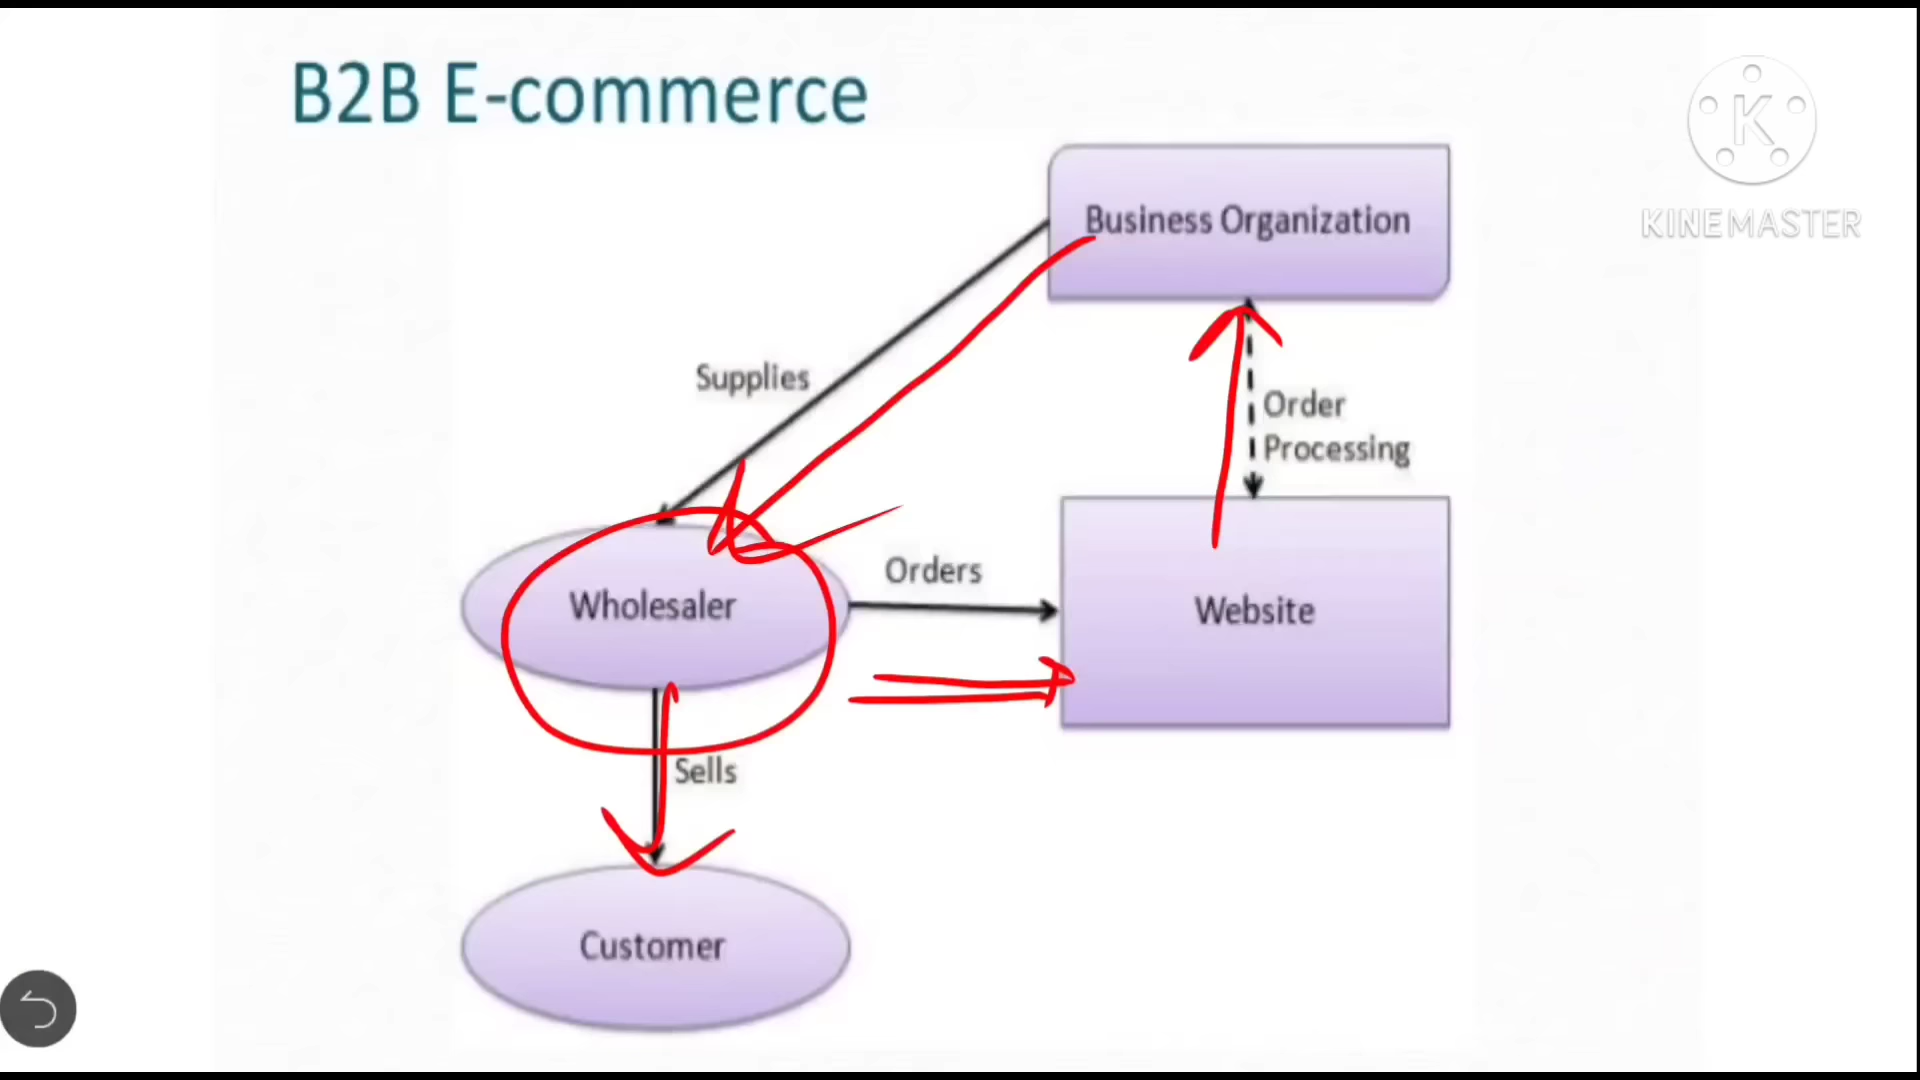 B2B E-commerce
K
KINEMASTER
Business Organization
Supplies
Order
Processing
Orders
Wholesaler
Website
Sells
Customer